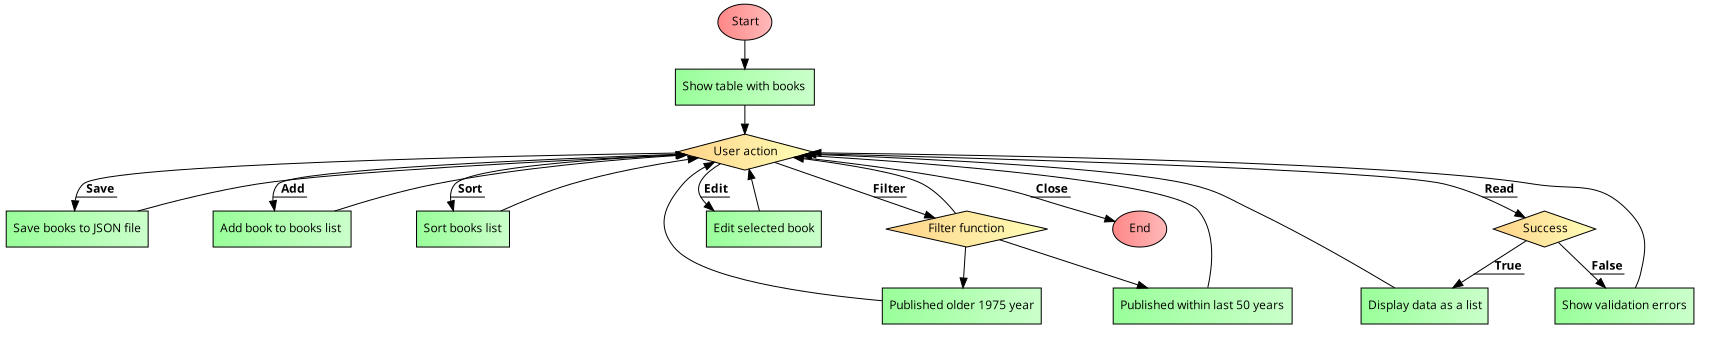 Start
Show table with books
User action
Save
Add
Sort
Edit
Filter
Close
Read
Save books to JSON file
Add book to books list
Sort books list
Edit selected book
Filter function
End
Success
True
False
Published older 1975 year
Published within last 50 years
Display data as a list
Show validation errors